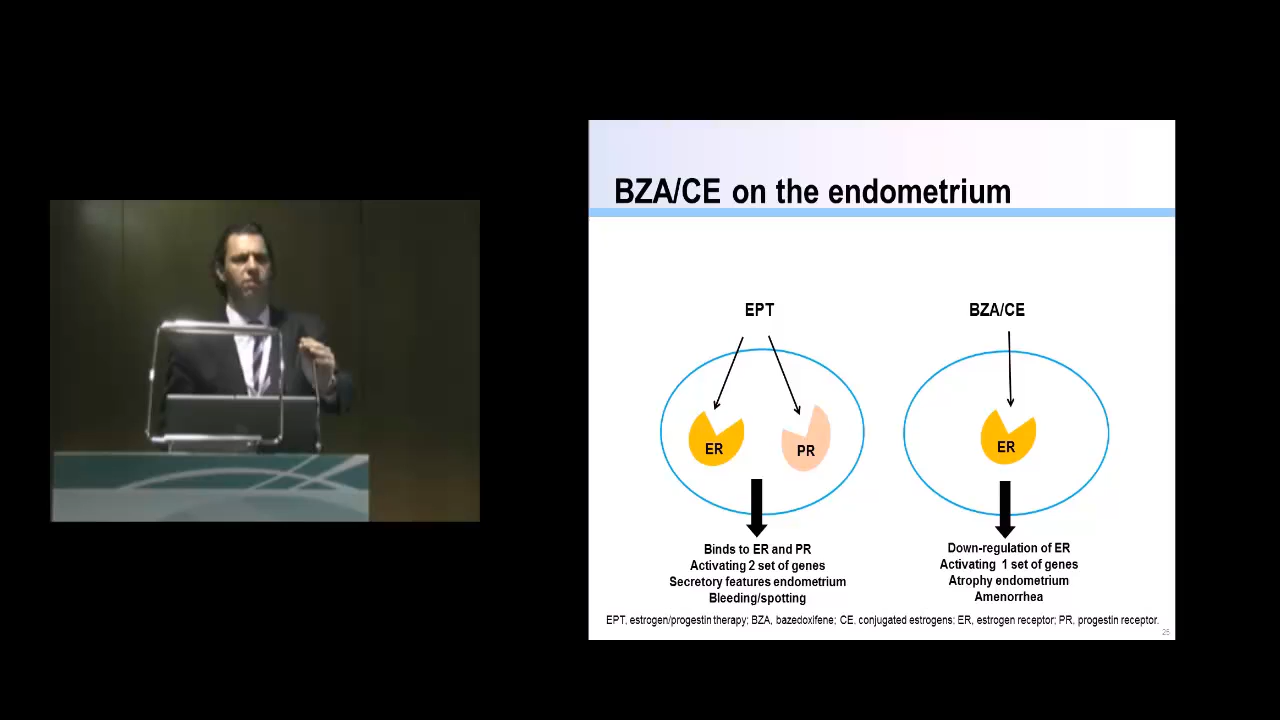 BZA/CE on the endometrium
EPT
BZA/CE
ER
PR
ER
Binds to ER and PR
Activating 2 set of genes
Secretory features endometrium
Bleeding/spotting
Down-regulation of ER
Activating 1 set of genes
Atrophy endometrium
Amenorrhea
EPT, estrogen/progestin therapy; BZA, bazedoxifene; CE, conjugated estrogens; ER, estrogen receptor; PR, progestin receptor.
26